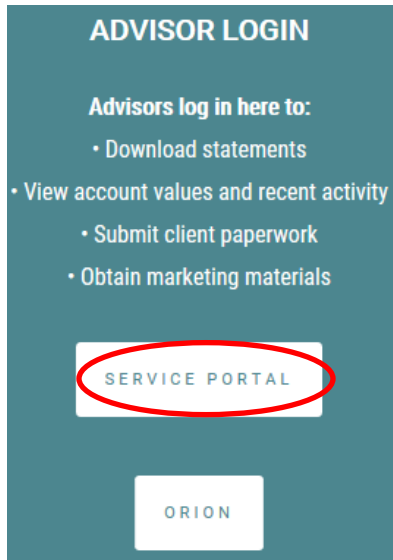 ADVISOR LOGIN
Advisors log in here to:
• Download statements
• View account values and recent activity
• Submit client paperwork
• Obtain marketing materials
SERVICE PORTAL
ORION